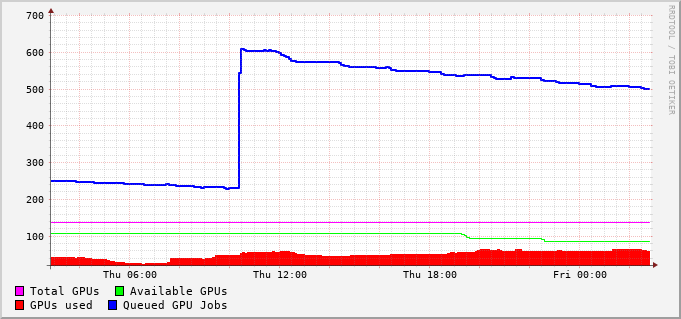 700
600
500
400
300
200
100
Thu 06:00 Thu 12:00 Thu 18:00 Fri 00:00
Total GPUs Available GPUs
GPUs used Queued GPU Jobs
RRDTOOL / TOBI OETIKER